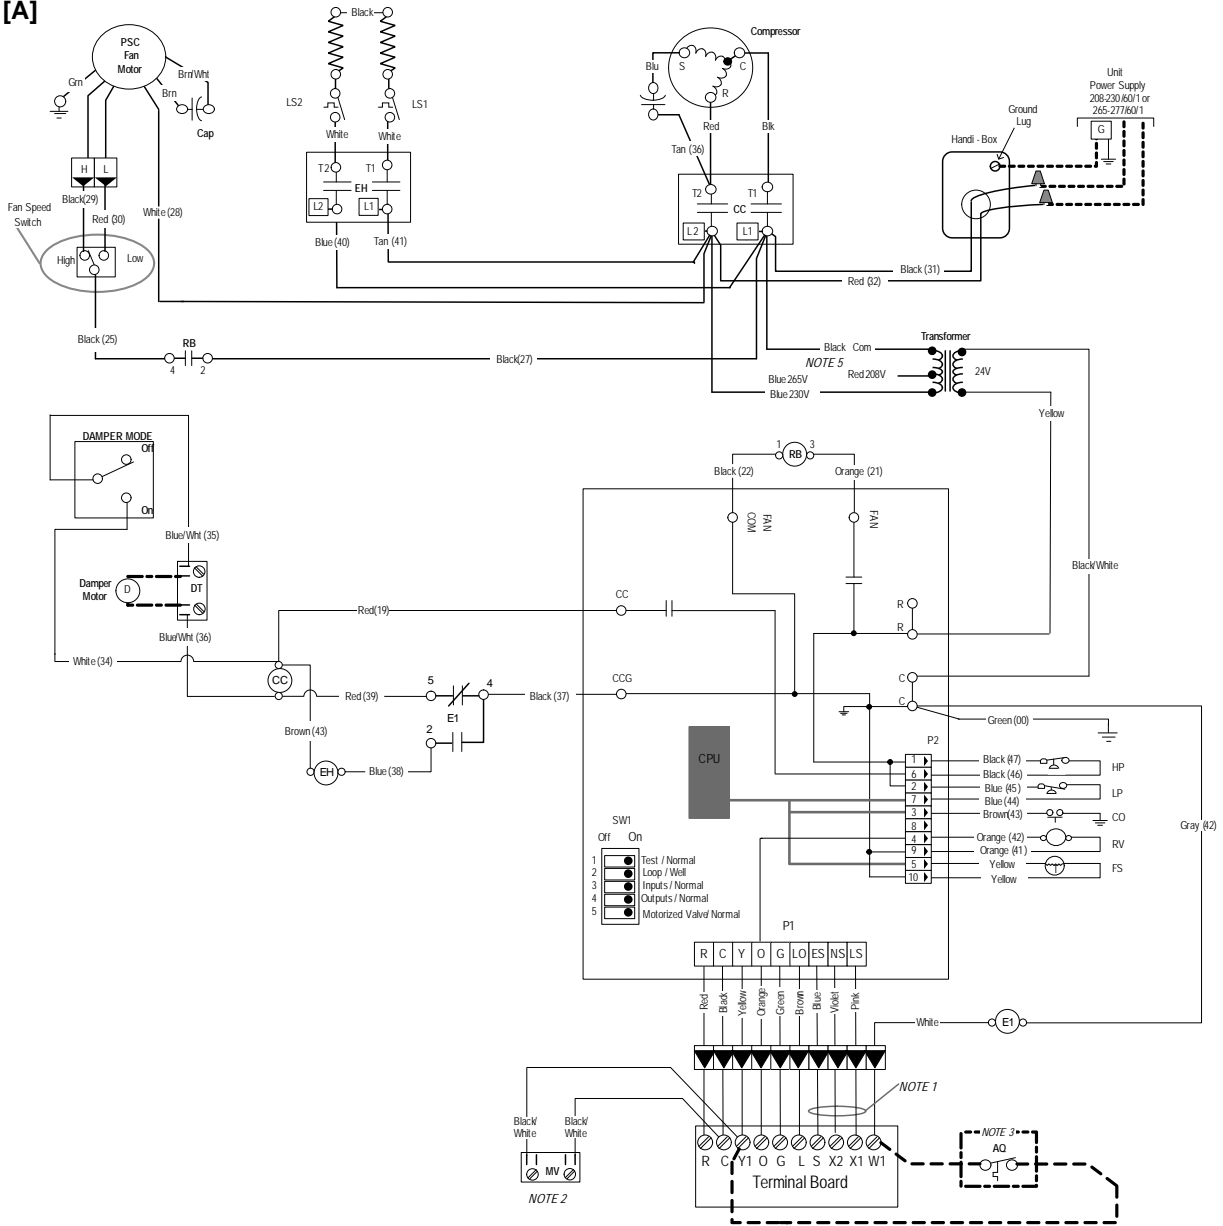 [A]
PSC
Fan
Motor
Grn
Brn/Wht
Brn
Cap
H L
Black(29)
Red (30)
White (28)
Fan Speed
Switch
High
Low
Black (25)
RB
4 2
Black(27)
Black
LS2
LS1
White
White
T2 T1
EH
L2 L1
Blue (40)
Tan (41)
Compressor
Blu
S C
R
Red
Blk
Tan (36)
T2 T1
CC
L2 L1
Black (31)
Red (32)
Unit
Power Supply
208-230/60/1 or
265-277/60/1
G
Ground
Lug
Handi - Box
Transformer
Black Com
NOTE 5
Red 208V
24V
Blue 265V
Blue 230V
Yellow
Black/White
DAMPER MODE
Off
On
Blue/Wht (35)
Damper
Motor
D
DT
Blue/Wht (36)
White (34)
CC
Red(19)
Red (39)
Brown (43)
EH
Blue (38)
5 4
E1
2
Black (37)
1 RB 3
Black (22)
Orange (21)
FAN
COM
FAN
CC
CCG
R
R
C
C
Green (00)
CPU
P2
1
6
2
7
3
8
4
9
5
10
Black (47)
Black (46)
HP
Blue (45)
Blue (44)
LP
Brown(43)
CO
Orange (42)
Orange (41)
RV
Yellow
Yellow
FS
Gray (42)
SW1
Off On
1 Test / Normal
2 Loop / Well
3 Inputs / Normal
4 Outputs / Normal
5 Motorized Valve/ Normal
P1
R C Y O G LO ES NS LS
Red
Black
Yellow
Orange
Green
Brown
Blue
Violet
Pink
White
E1
NOTE 1
Black/
White
Black/
White
MV
NOTE 2
R C Y1 O G L S X2 X1 W1
Terminal Board
NOTE 3
AQ